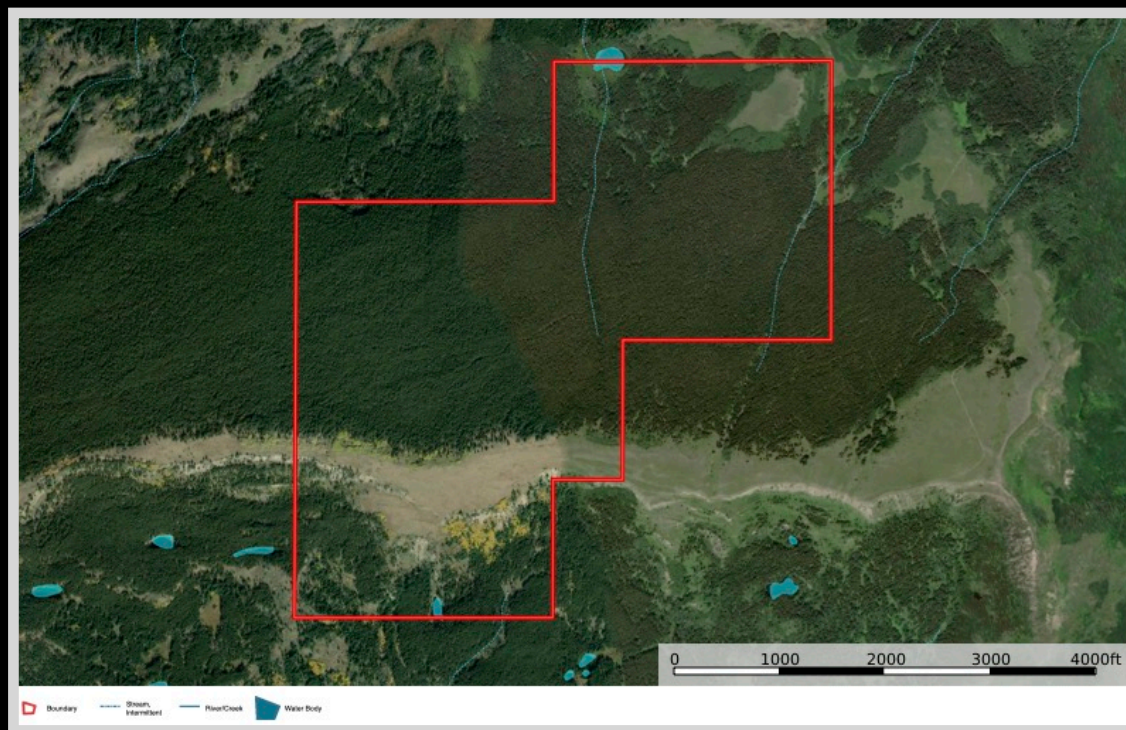 0 1000 2000 3000 4000ft
Boundary
Stream,
Intermittent
River/Creek
Water Body